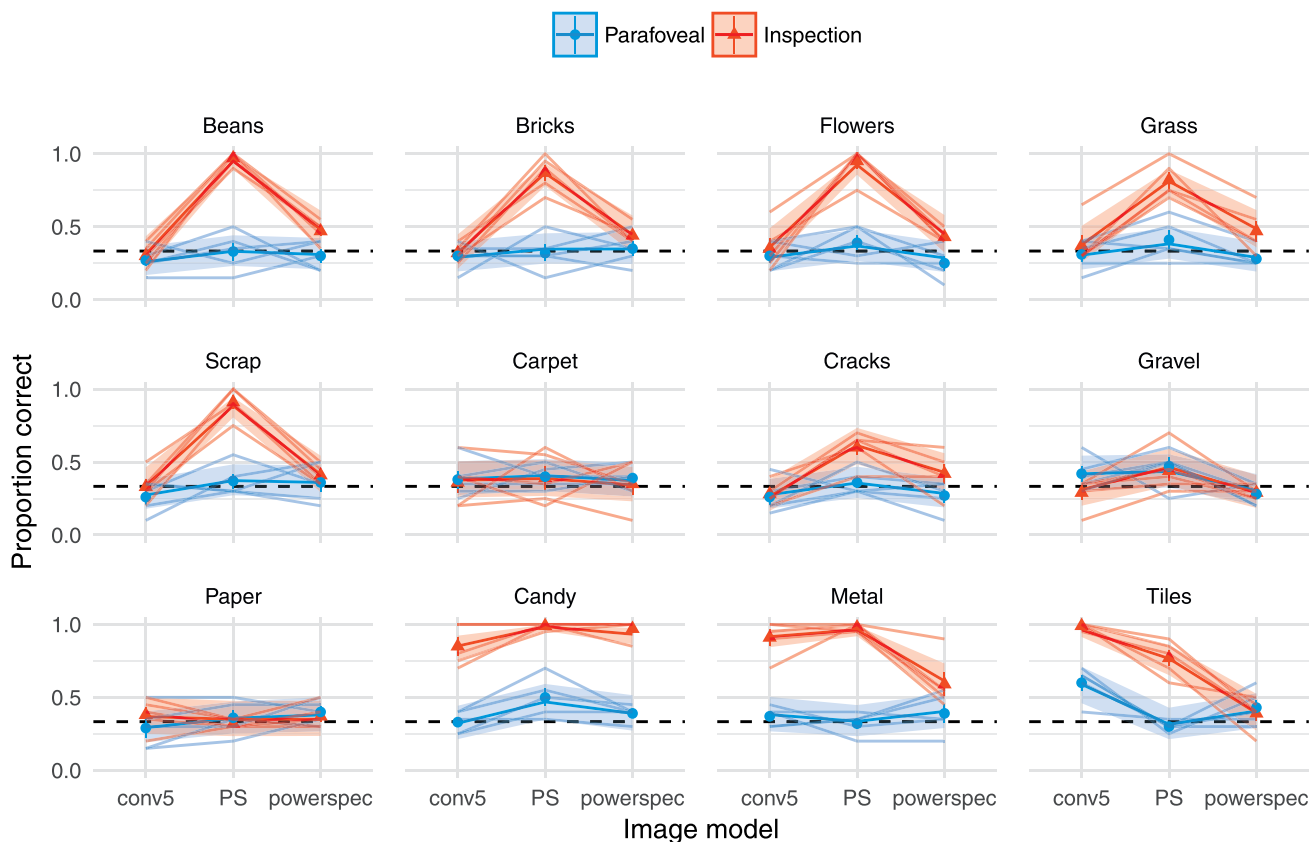 Parafoveal Inspection
Beans Bricks Flowers Grass
1.0
0.5
0.0
Scrap Carpet Cracks Gravel
1.0
0.5
0.0
Paper Candy Metal Tiles
1.0
0.5
0.0
conv5 PS powerspec conv5 PS powerspec conv5 PS powerspec conv5 PS powerspec
Image model
Proportion correct